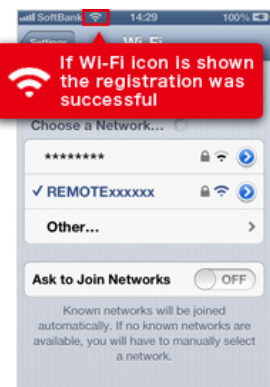 SoftBank 14:29 100%
Settings Wi-Fi
If Wi-Fi icon is shown
the registration was
successful
Choose a Network...
********
✓ REMOTExxxxxx
Other...
Ask to Join Networks OFF
Known networks will be joined
automatically. If no known networks are
available, you will have to manually select
a network.